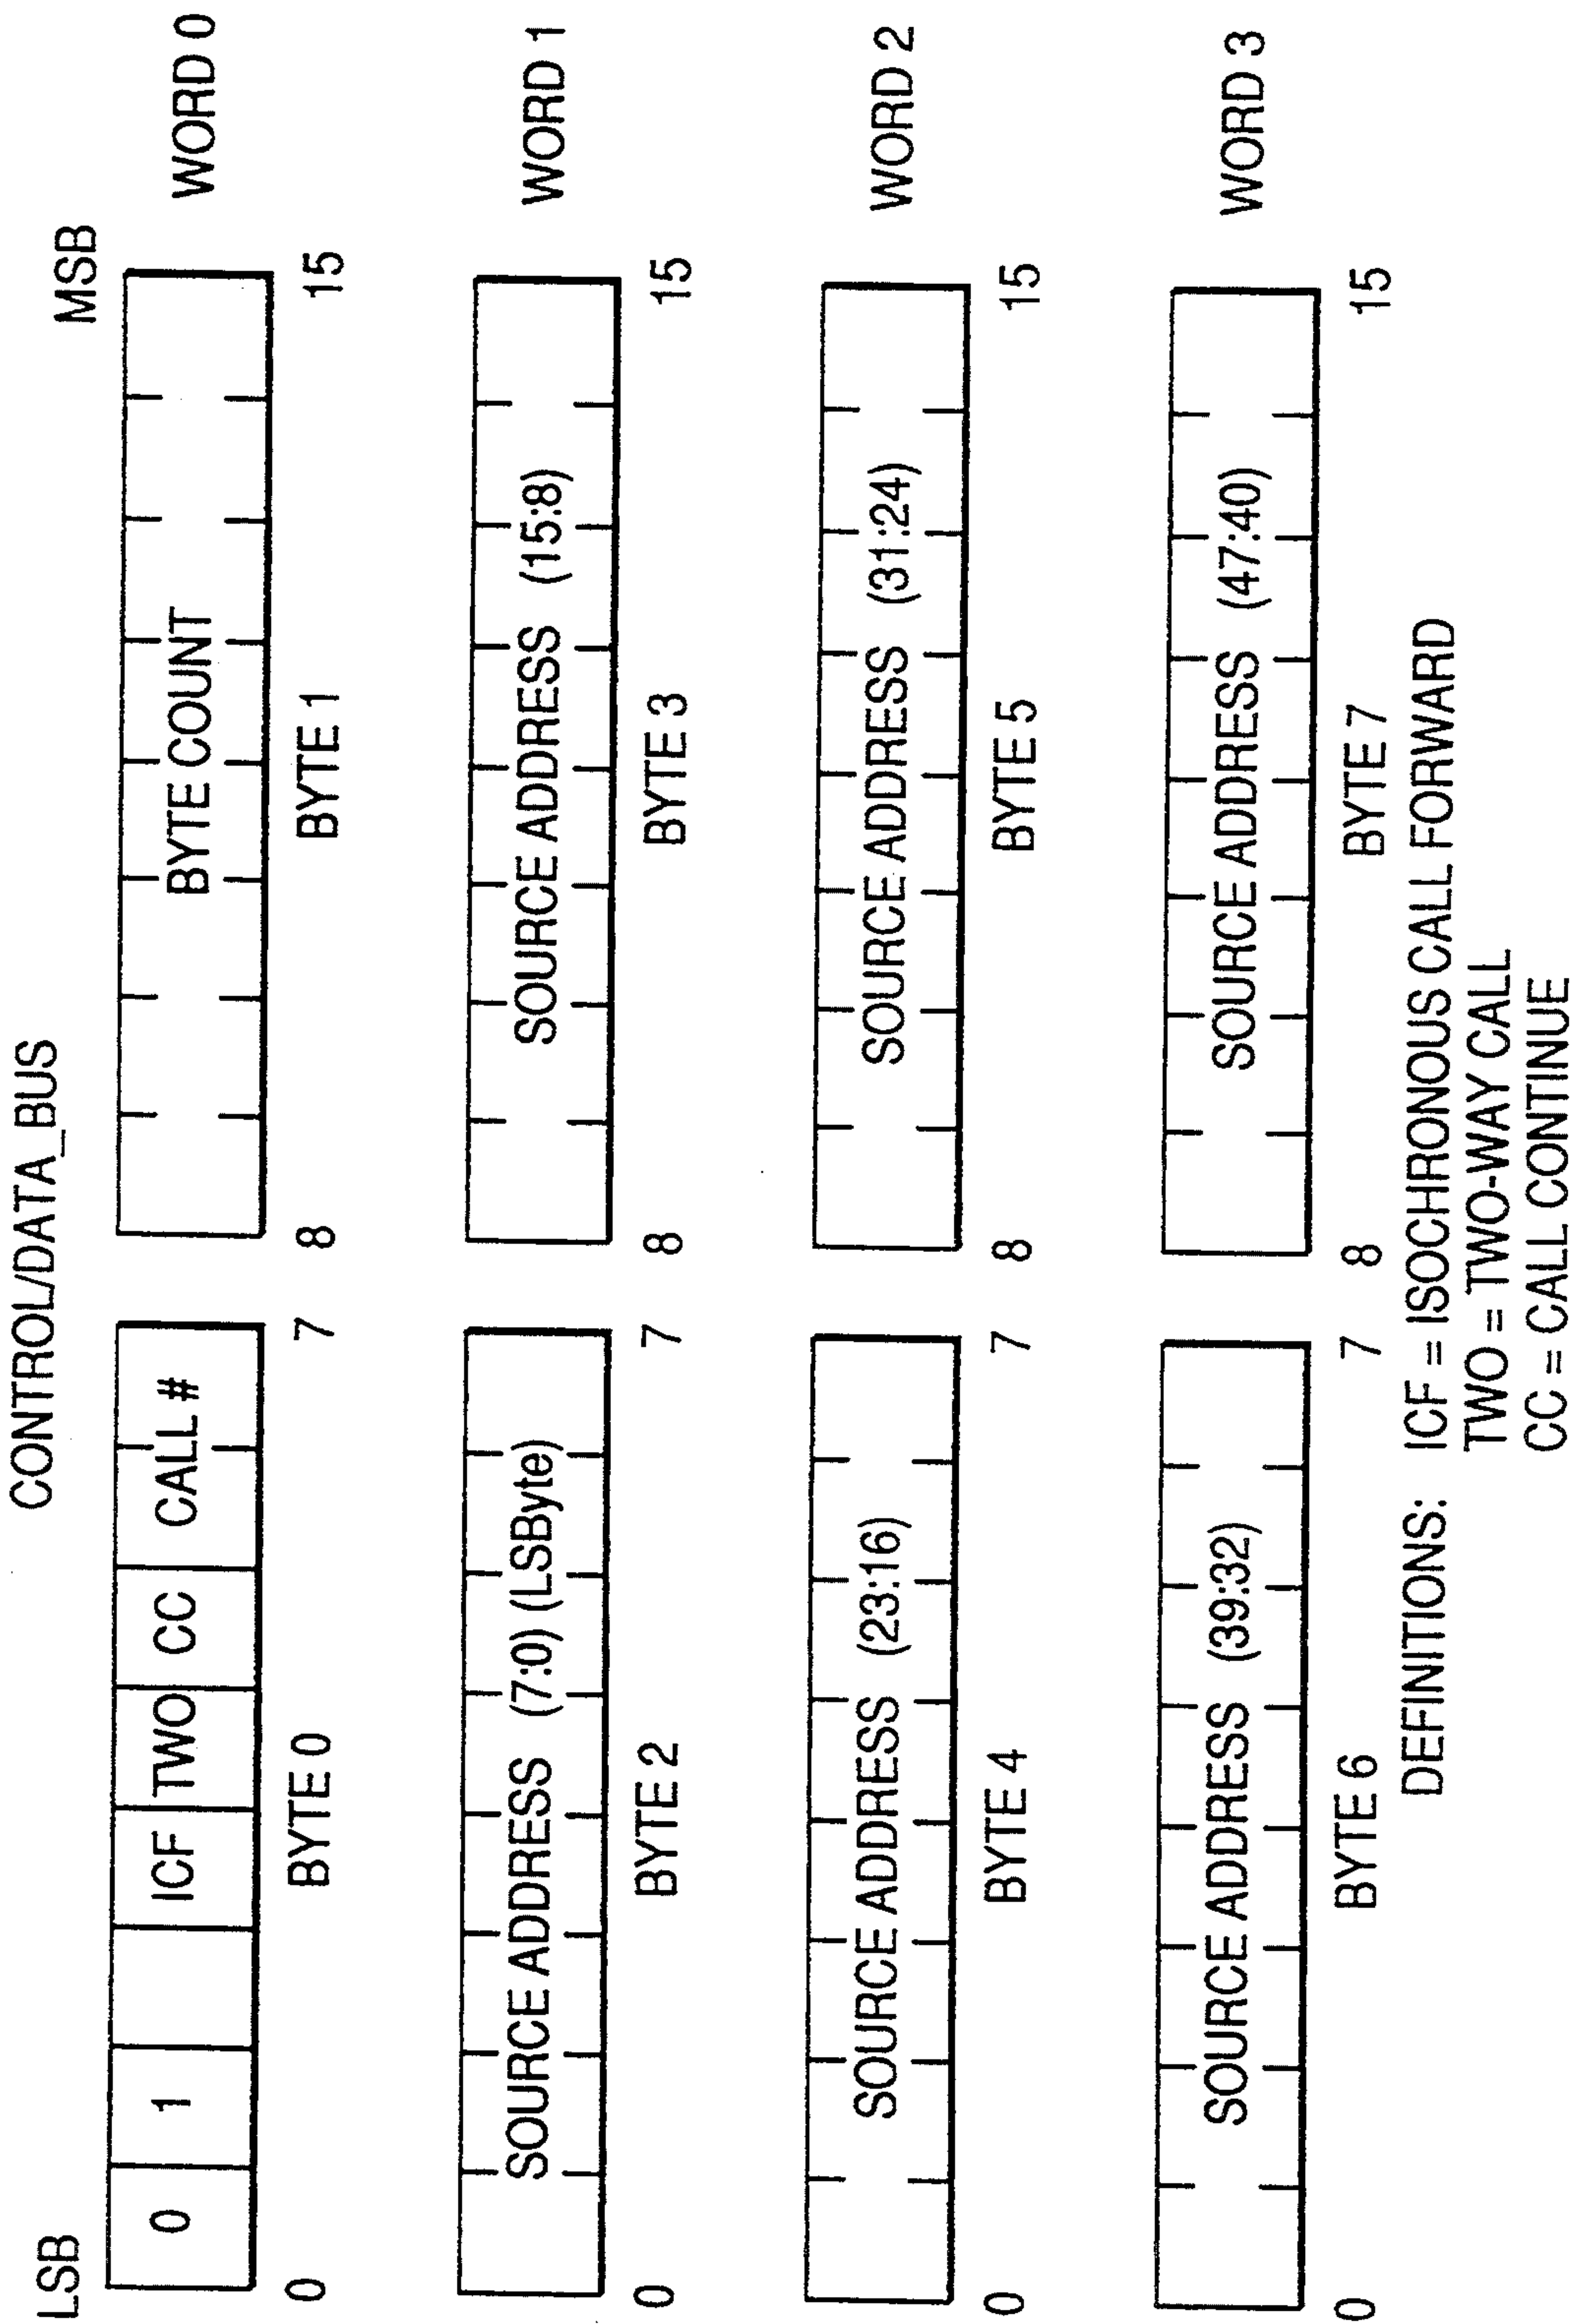 CONTROL/DATA_BUS
LSB MSB
0 1 ICF TWO CC CALL # BYTE COUNT WORD 0
0 BYTE 0 7 8 BYTE 1 15
SOURCE ADDRESS (7:0) (LSByte) SOURCE ADDRESS (15:8) WORD 1
0 BYTE 2 7 8 BYTE 3 15
SOURCE ADDRESS (23:16) SOURCE ADDRESS (31:24) WORD 2
0 BYTE 4 7 8 BYTE 5 15
SOURCE ADDRESS (39:32) SOURCE ADDRESS (47:40) WORD 3
0 BYTE 6 7 8 BYTE 7 15
DEFINITIONS: ICF = ISOCHRONOUS CALL FORWARD
TWO = TWO-WAY CALL
CC = CALL CONTINUE